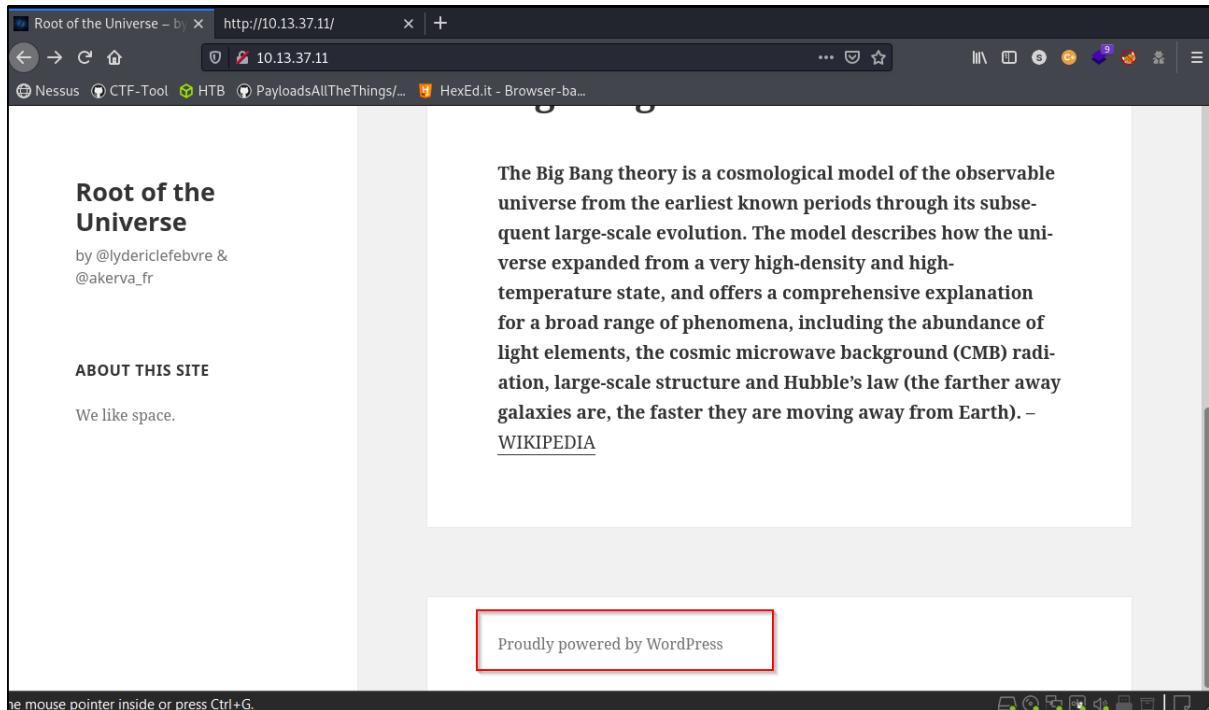 Root of the Universe – by
http://10.13.37.11/
10.13.37.11
9
Nessus CTF-Tool HTB PayloadsAllTheThings/... HexEd.it - Browser-ba...
Root of the
Universe
by @lydericlefebvre &
@akerva_fr
ABOUT THIS SITE
We like space.
The Big Bang theory is a cosmological model of the observable
universe from the earliest known periods through its subse-
quent large-scale evolution. The model describes how the uni-
verse expanded from a very high-density and high-
temperature state, and offers a comprehensive explanation
for a broad range of phenomena, including the abundance of
light elements, the cosmic microwave background (CMB) radi-
ation, large-scale structure and Hubble’s law (the farther away
galaxies are, the faster they are moving away from Earth). –
WIKIPEDIA
Proudly powered by WordPress
he mouse pointer inside or press Ctrl+G.